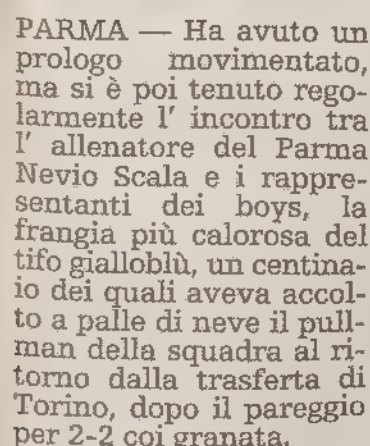 PARMA — Ha avuto un
prologo movimentato,
ma si è poi tenuto rego-
larmente l' incontro tra
l' allenatore del Parma
Nevio Scala e i rappre-
sentanti dei boys, la
frangia più calorosa del
tifo gialloblù, un centina-
io dei quali aveva accol-
to a palle di neve il pull-
man della squadra al ri-
torno dalla trasferta di
Torino, dopo il pareggio
per 2-2 coi granata.